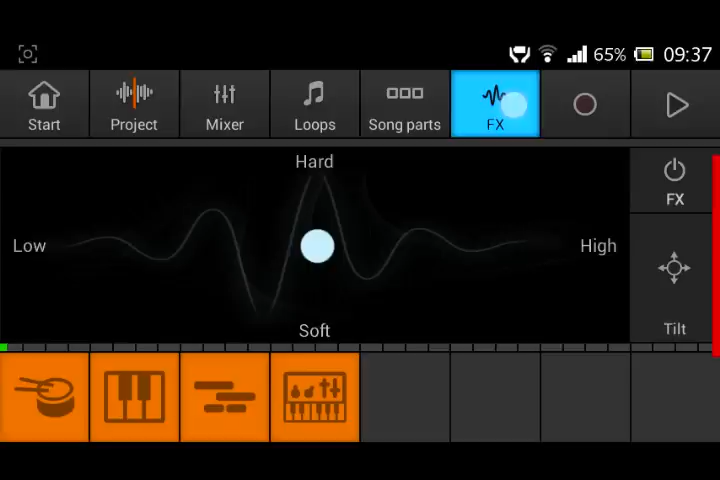 65% 09:37
Start Project Mixer Loops Song parts FX
Hard
FX
Low High
Soft Tilt